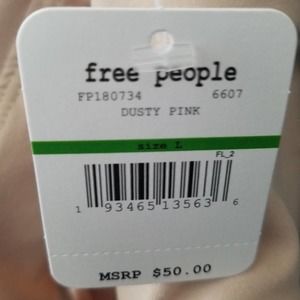 free people
FP180734 6607
DUSTY PINK
size L
FL_2
1 93465 13563 6
MSRP $50.00